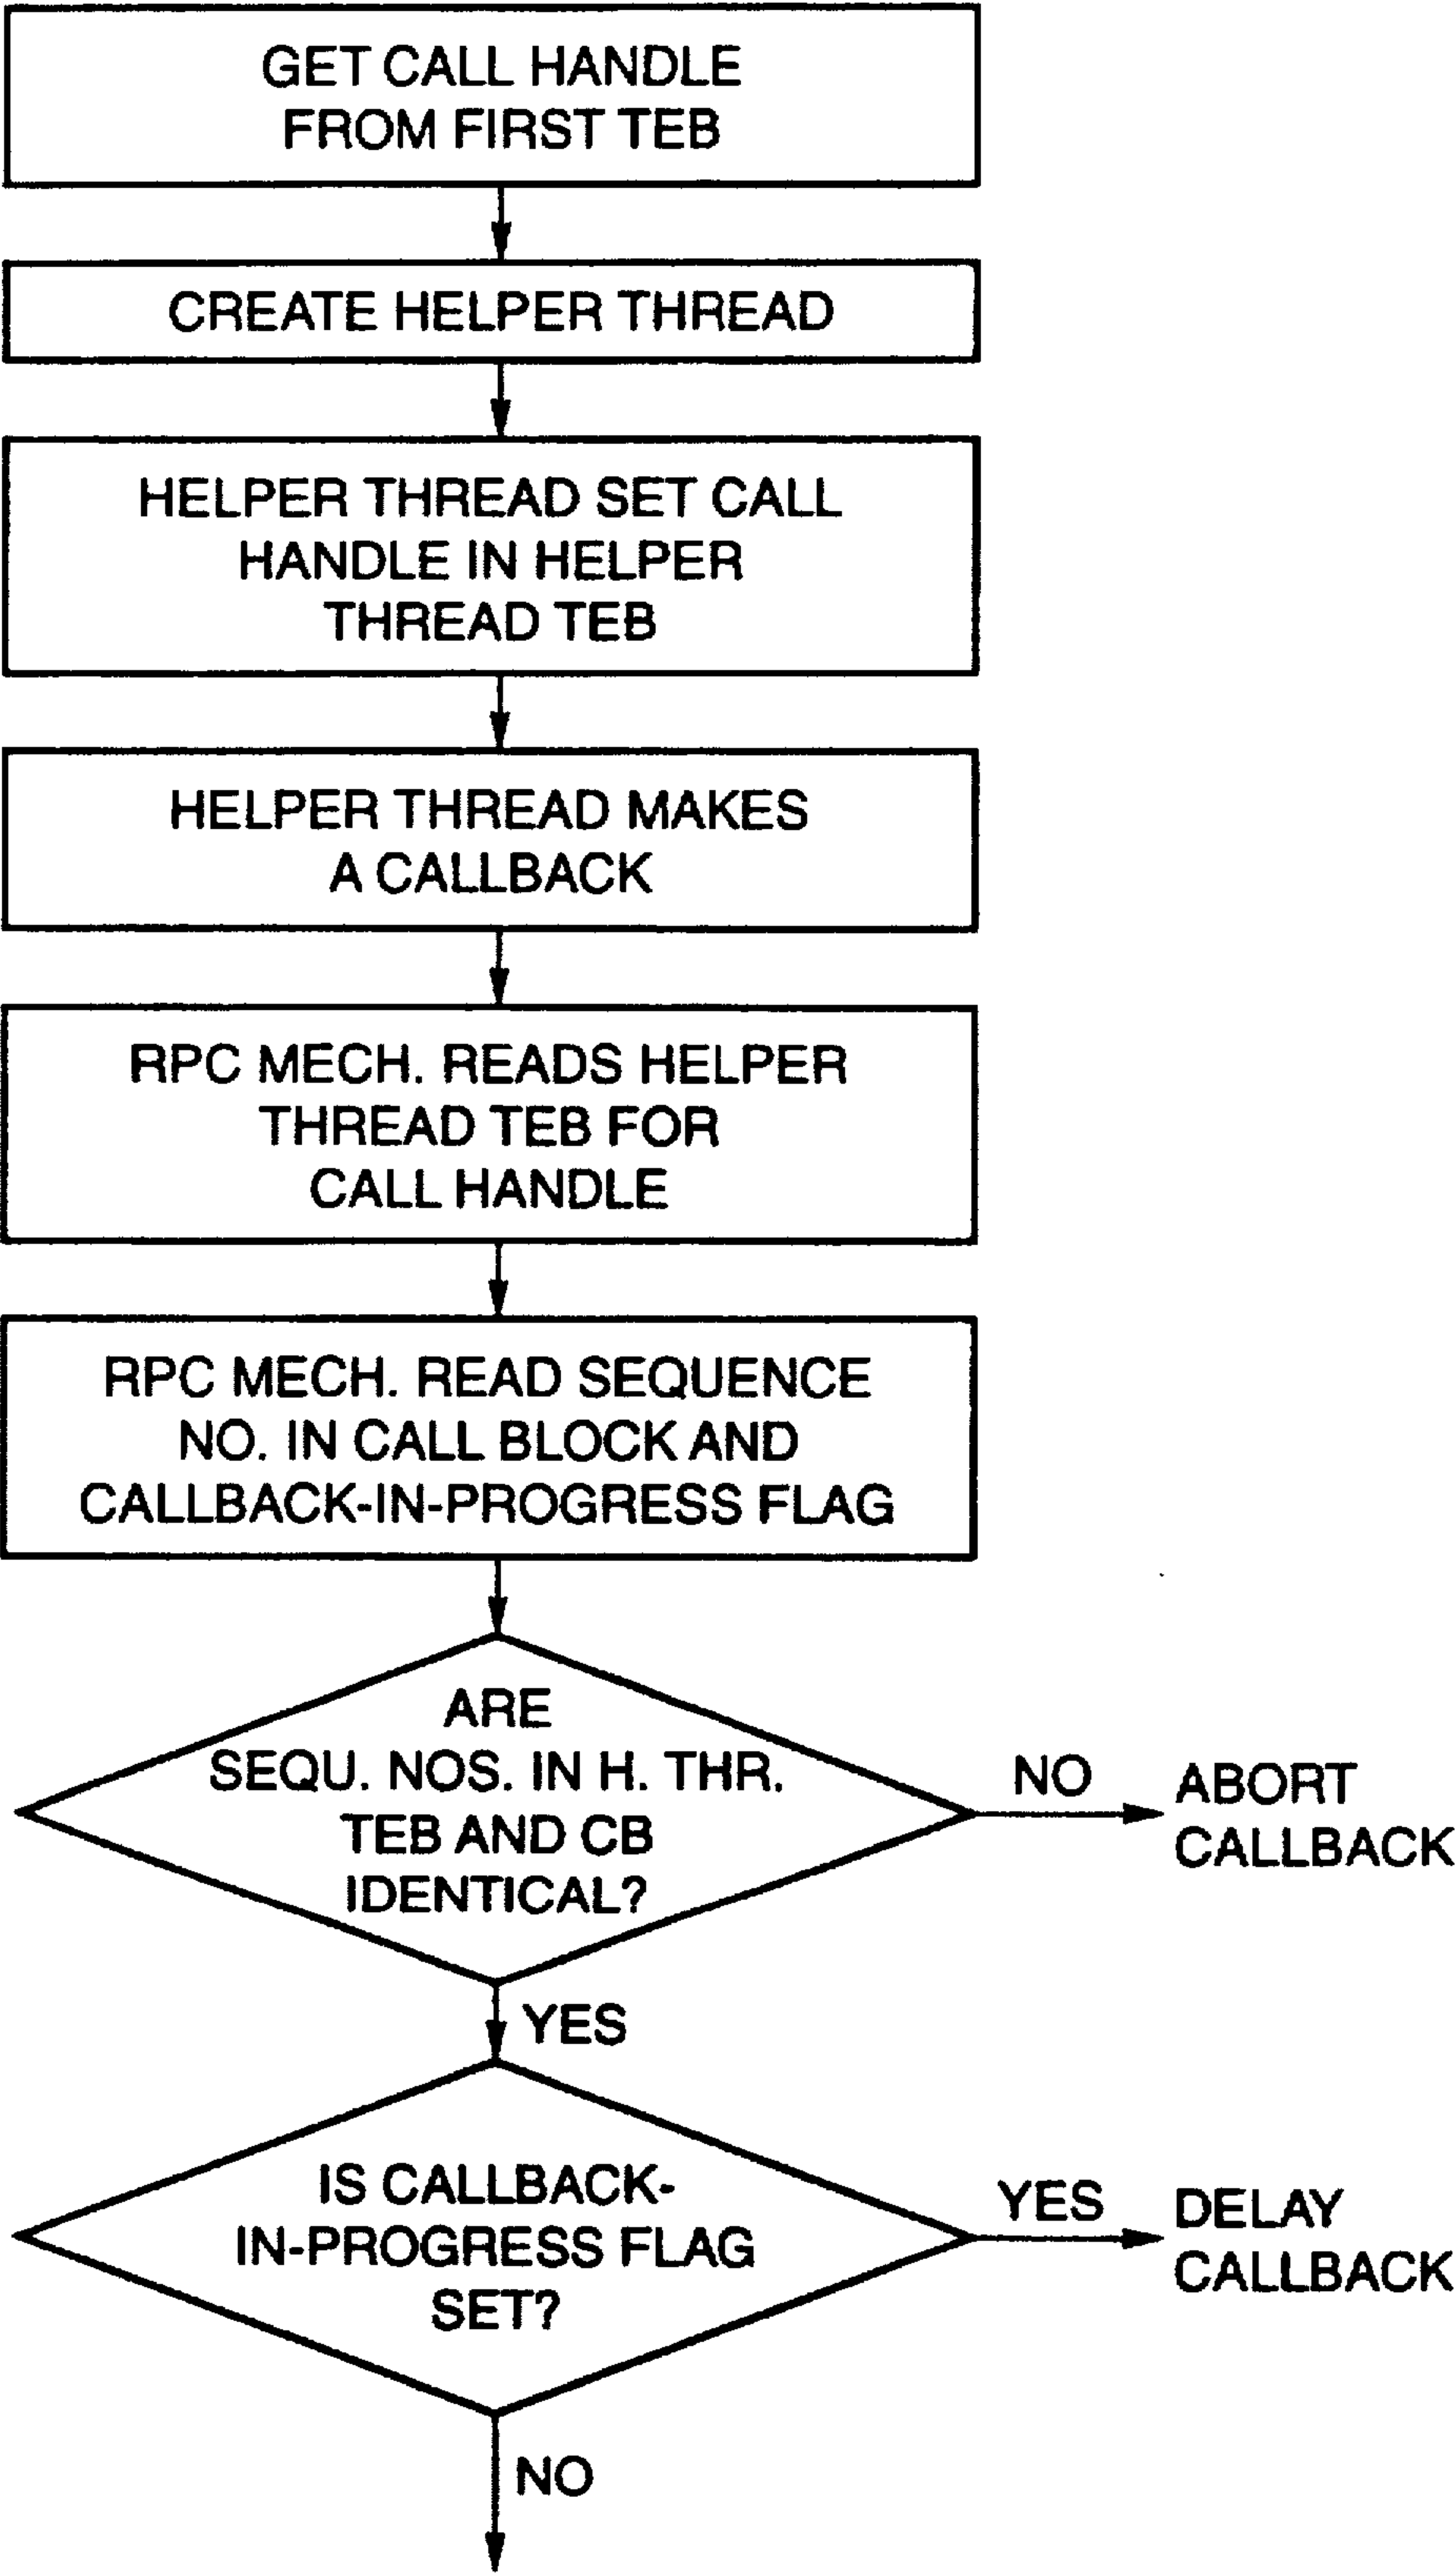 GET CALL HANDLE
FROM FIRST TEB
CREATE HELPER THREAD
HELPER THREAD SET CALL
HANDLE IN HELPER
THREAD TEB
HELPER THREAD MAKES
A CALLBACK
RPC MECH. READS HELPER
THREAD TEB FOR
CALL HANDLE
RPC MECH. READ SEQUENCE
NO. IN CALL BLOCK AND
CALLBACK-IN-PROGRESS FLAG
ARE
SEQU. NOS. IN H. THR.
TEB AND CB
IDENTICAL?
NO
ABORT
CALLBACK
YES
IS CALLBACK-
IN-PROGRESS FLAG
SET?
YES
DELAY
CALLBACK
NO